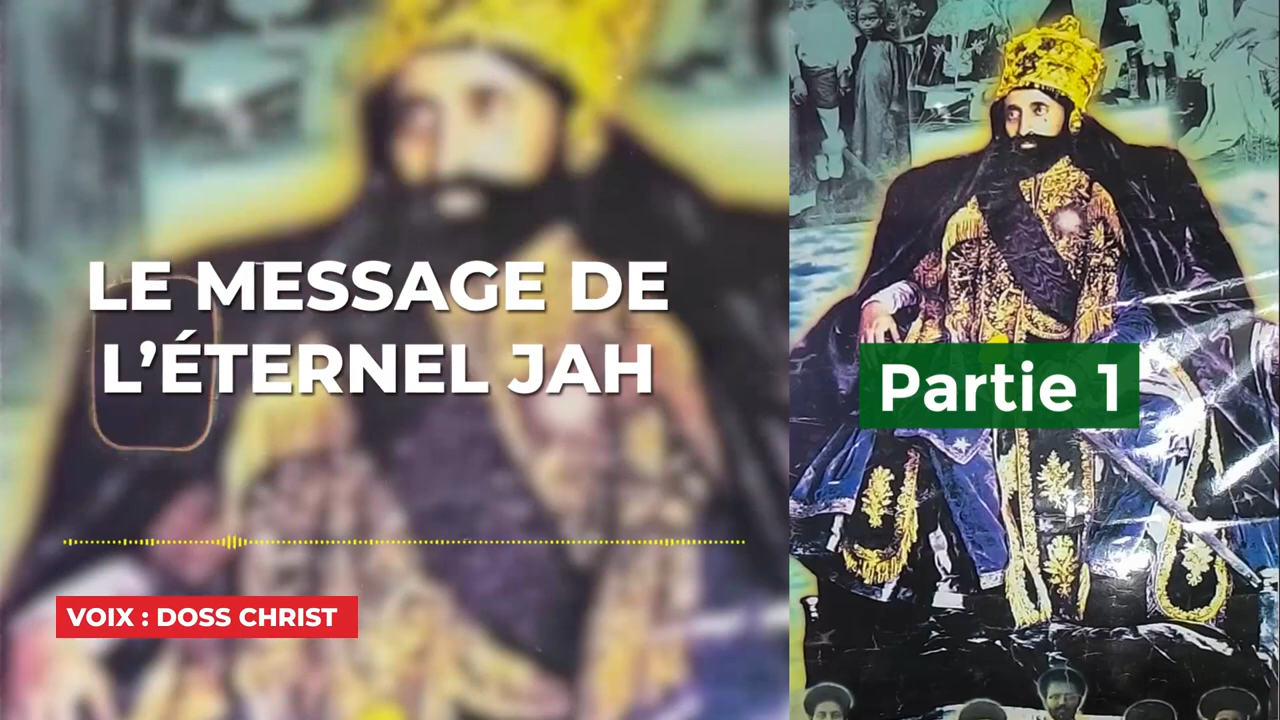 LE MESSAGE DE
L’ÉTERNEL JAH
Partie 1
VOIX : DOSS CHRIST